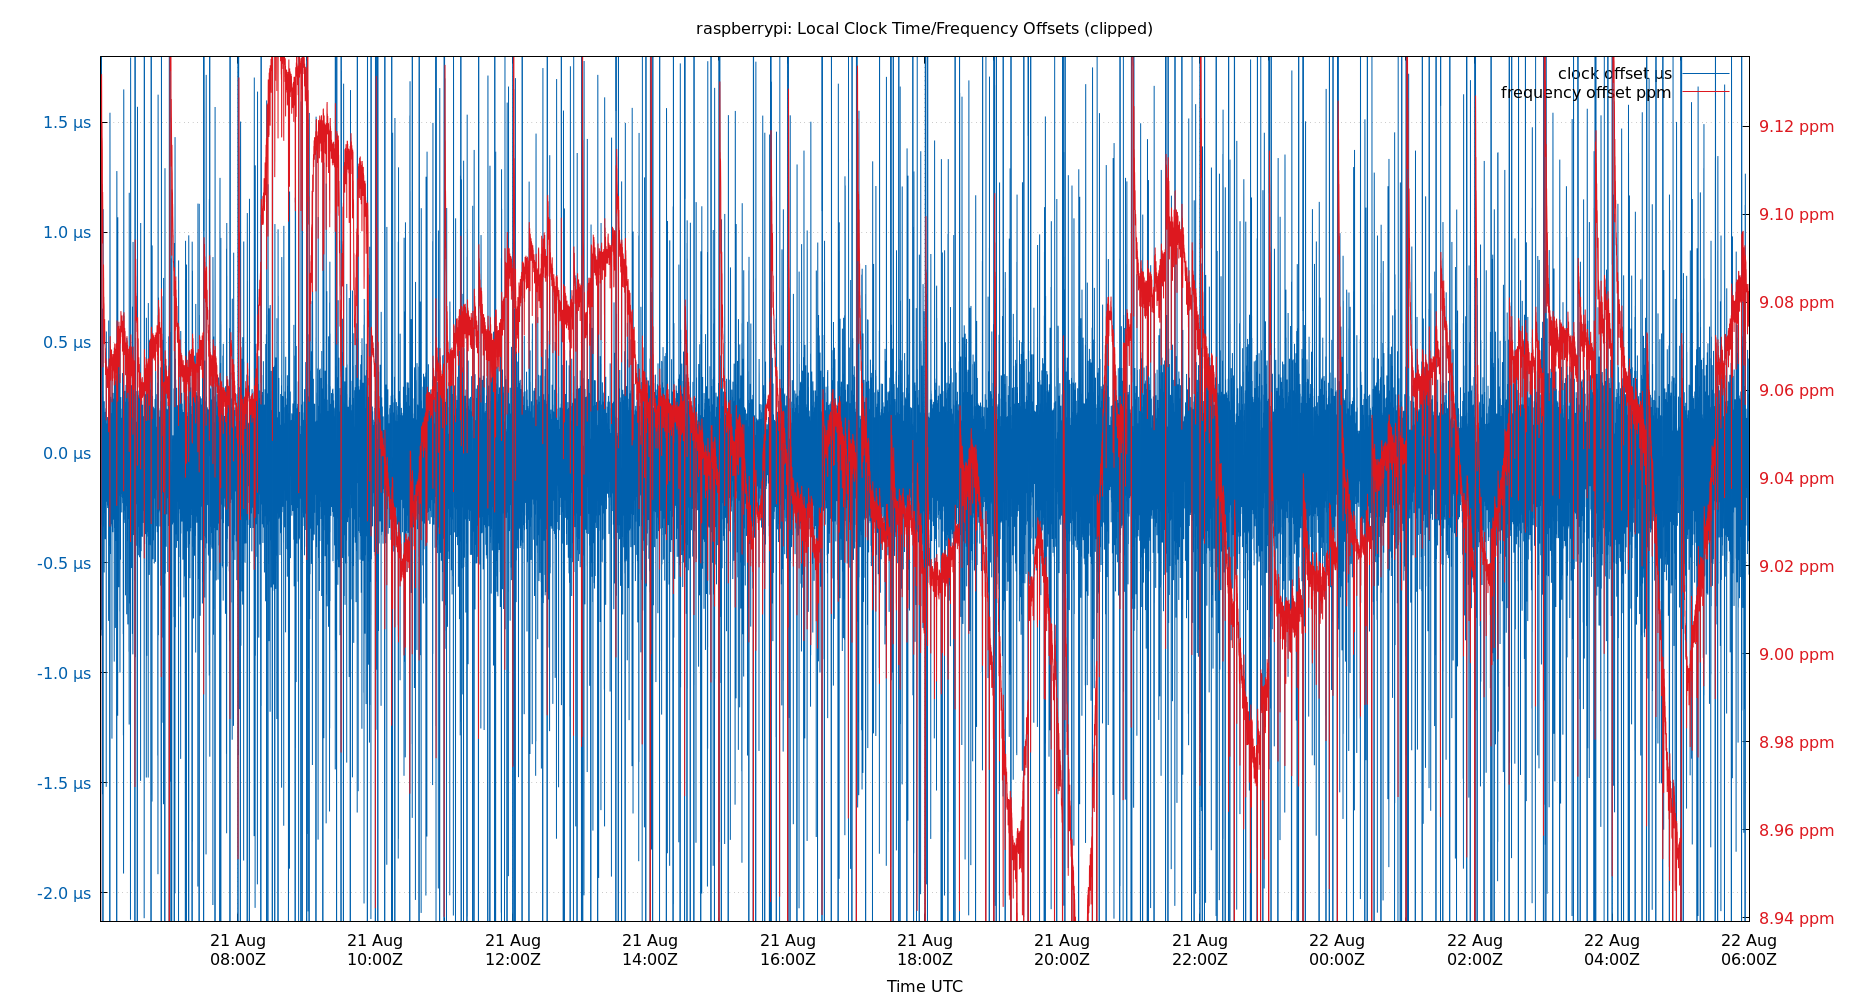 raspberrypi: Local Clock Time/Frequency Offsets (clipped)
clock offset µs
frequency offset ppm
1.5 µs
1.0 µs
0.5 µs
0.0 µs
-0.5 µs
-1.0 µs
-1.5 µs
-2.0 µs
9.12 ppm
9.10 ppm
9.08 ppm
9.06 ppm
9.04 ppm
9.02 ppm
9.00 ppm
8.98 ppm
8.96 ppm
8.94 ppm
21 Aug 21 Aug 21 Aug 21 Aug 21 Aug 21 Aug 21 Aug 21 Aug 22 Aug 22 Aug 22 Aug 22 Aug
08:00Z 10:00Z 12:00Z 14:00Z 16:00Z 18:00Z 20:00Z 22:00Z 00:00Z 02:00Z 04:00Z 06:00Z
Time UTC